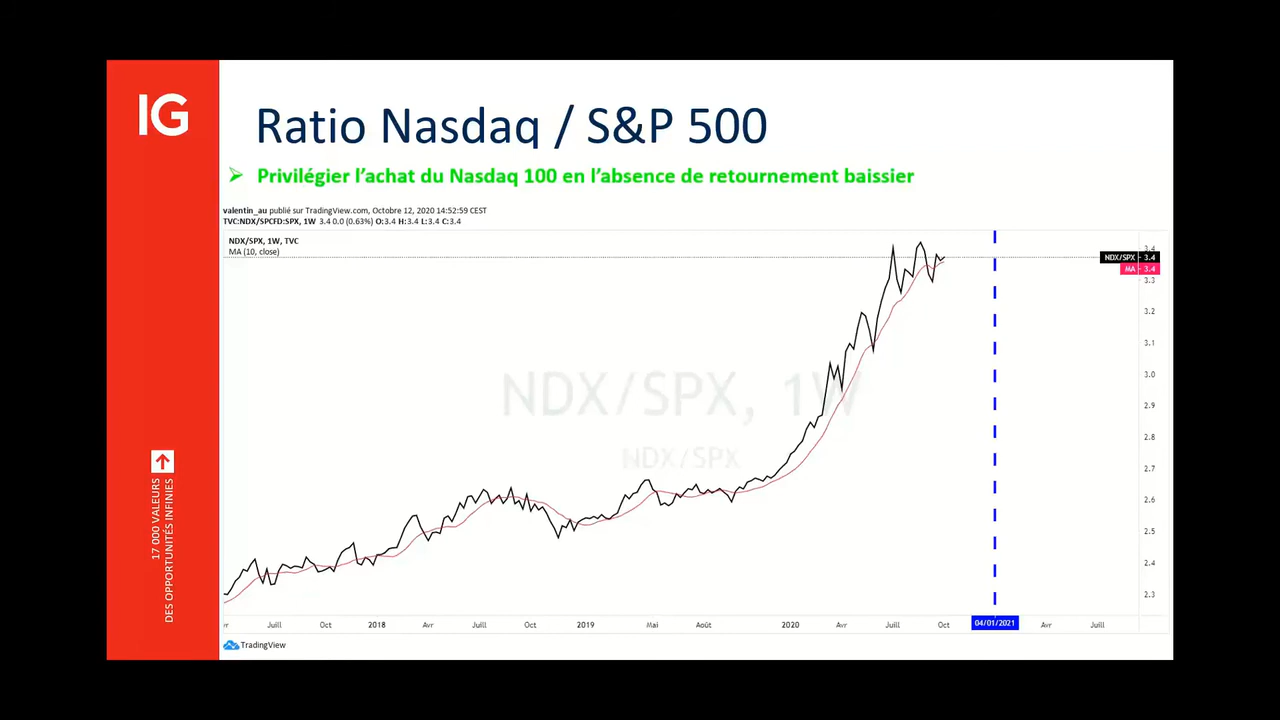 IG
Ratio Nasdaq / S&P 500
➢ Privilégier l'achat du Nasdaq 100 en l'absence de retournement baissier
valentin_au publié sur TradingView.com, Octobre 12, 2020 14:52:59 CEST
TVC:NDX/SPCFD:SPX, 1W 3.4 0.0 (0.63%) O:3.4 H:3.4 L:3.4 C:3.4
NDX/SPX, 1W, TVC
MA (10, close)
NDX/SPX, 1W
NDX/SPX
3.4
NDX/SPX 3.4
MA 3.4
3.3
3.2
3.1
3.0
2.9
2.8
2.7
2.6
2.5
2.4
2.3
Juill Oct 2018 Avr Juill Oct 2019 Mai Août 2020 Avr Juill Oct 04/01/2021 Avr Juill
TradingView
17 000 VALEURS
DES OPPORTUNITÉS INFINIES